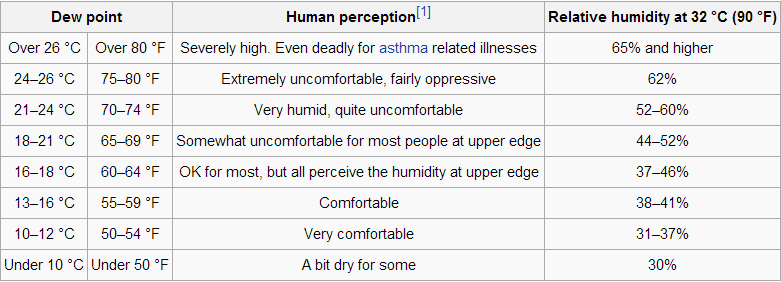 Dew point Human perception[1] Relative humidity at 32 °C (90 °F)
Over 26 °C Over 80 °F Severely high. Even deadly for asthma related illnesses 65% and higher
24–26 °C 75–80 °F Extremely uncomfortable, fairly oppressive 62%
21–24 °C 70–74 °F Very humid, quite uncomfortable 52–60%
18–21 °C 65–69 °F Somewhat uncomfortable for most people at upper edge 44–52%
16–18 °C 60–64 °F OK for most, but all perceive the humidity at upper edge 37–46%
13–16 °C 55–59 °F Comfortable 38–41%
10–12 °C 50–54 °F Very comfortable 31–37%
Under 10 °C Under 50 °F A bit dry for some 30%